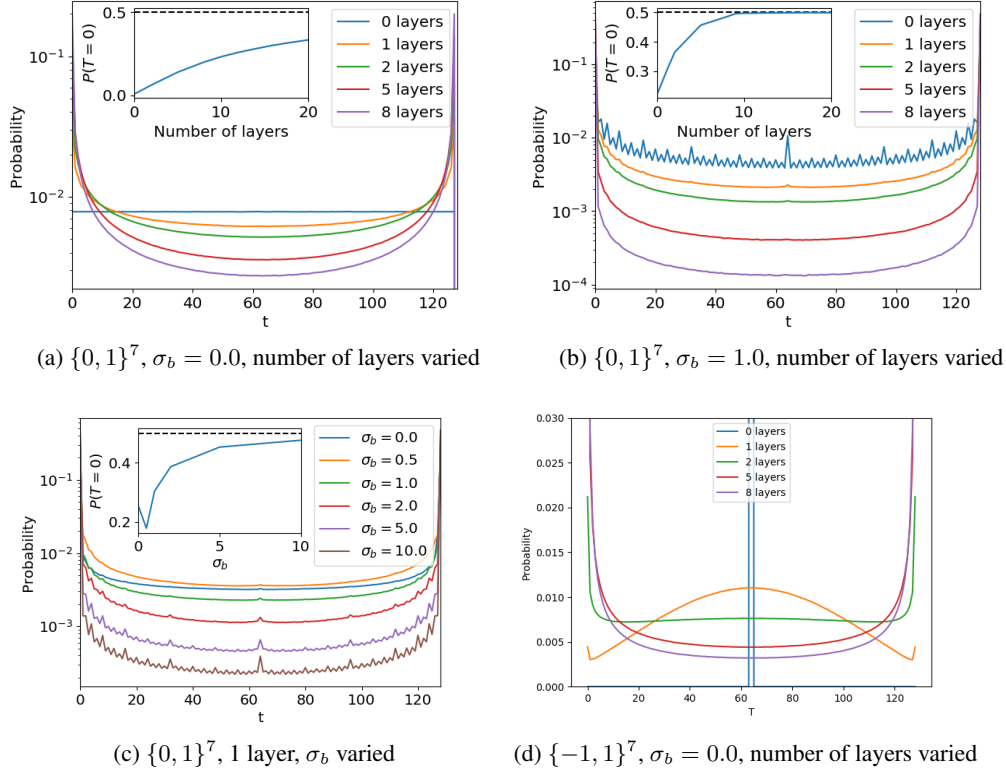 0.5
P(T = 0)
0.0
0
10
20
Number of layers
0 layers
1 layers
2 layers
5 layers
8 layers
10⁻¹
10⁻²
Probability
0 20 40 60 80 100 120
t
(a) {0, 1}⁷, σ_b = 0.0, number of layers varied
0.5
0.4
0.3
P(T = 0)
0
10
20
Number of layers
0 layers
1 layers
2 layers
5 layers
8 layers
10⁻¹
10⁻²
10⁻³
10⁻⁴
Probability
0 20 40 60 80 100 120
t
(b) {0, 1}⁷, σ_b = 1.0, number of layers varied
P(T = 0)
0.4
0.2
0
5
10
σ_b
σ_b = 0.0
σ_b = 0.5
σ_b = 1.0
σ_b = 2.0
σ_b = 5.0
σ_b = 10.0
10⁻¹
10⁻²
10⁻³
Probability
0 20 40 60 80 100 120
t
(c) {0, 1}⁷, 1 layer, σ_b varied
0.030
0.025
0.020
0.015
0.010
0.005
0.000
Probability
0 layers
1 layers
2 layers
5 layers
8 layers
0 20 40 60 80 100 120
T
(d) {−1, 1}⁷, σ_b = 0.0, number of layers varied